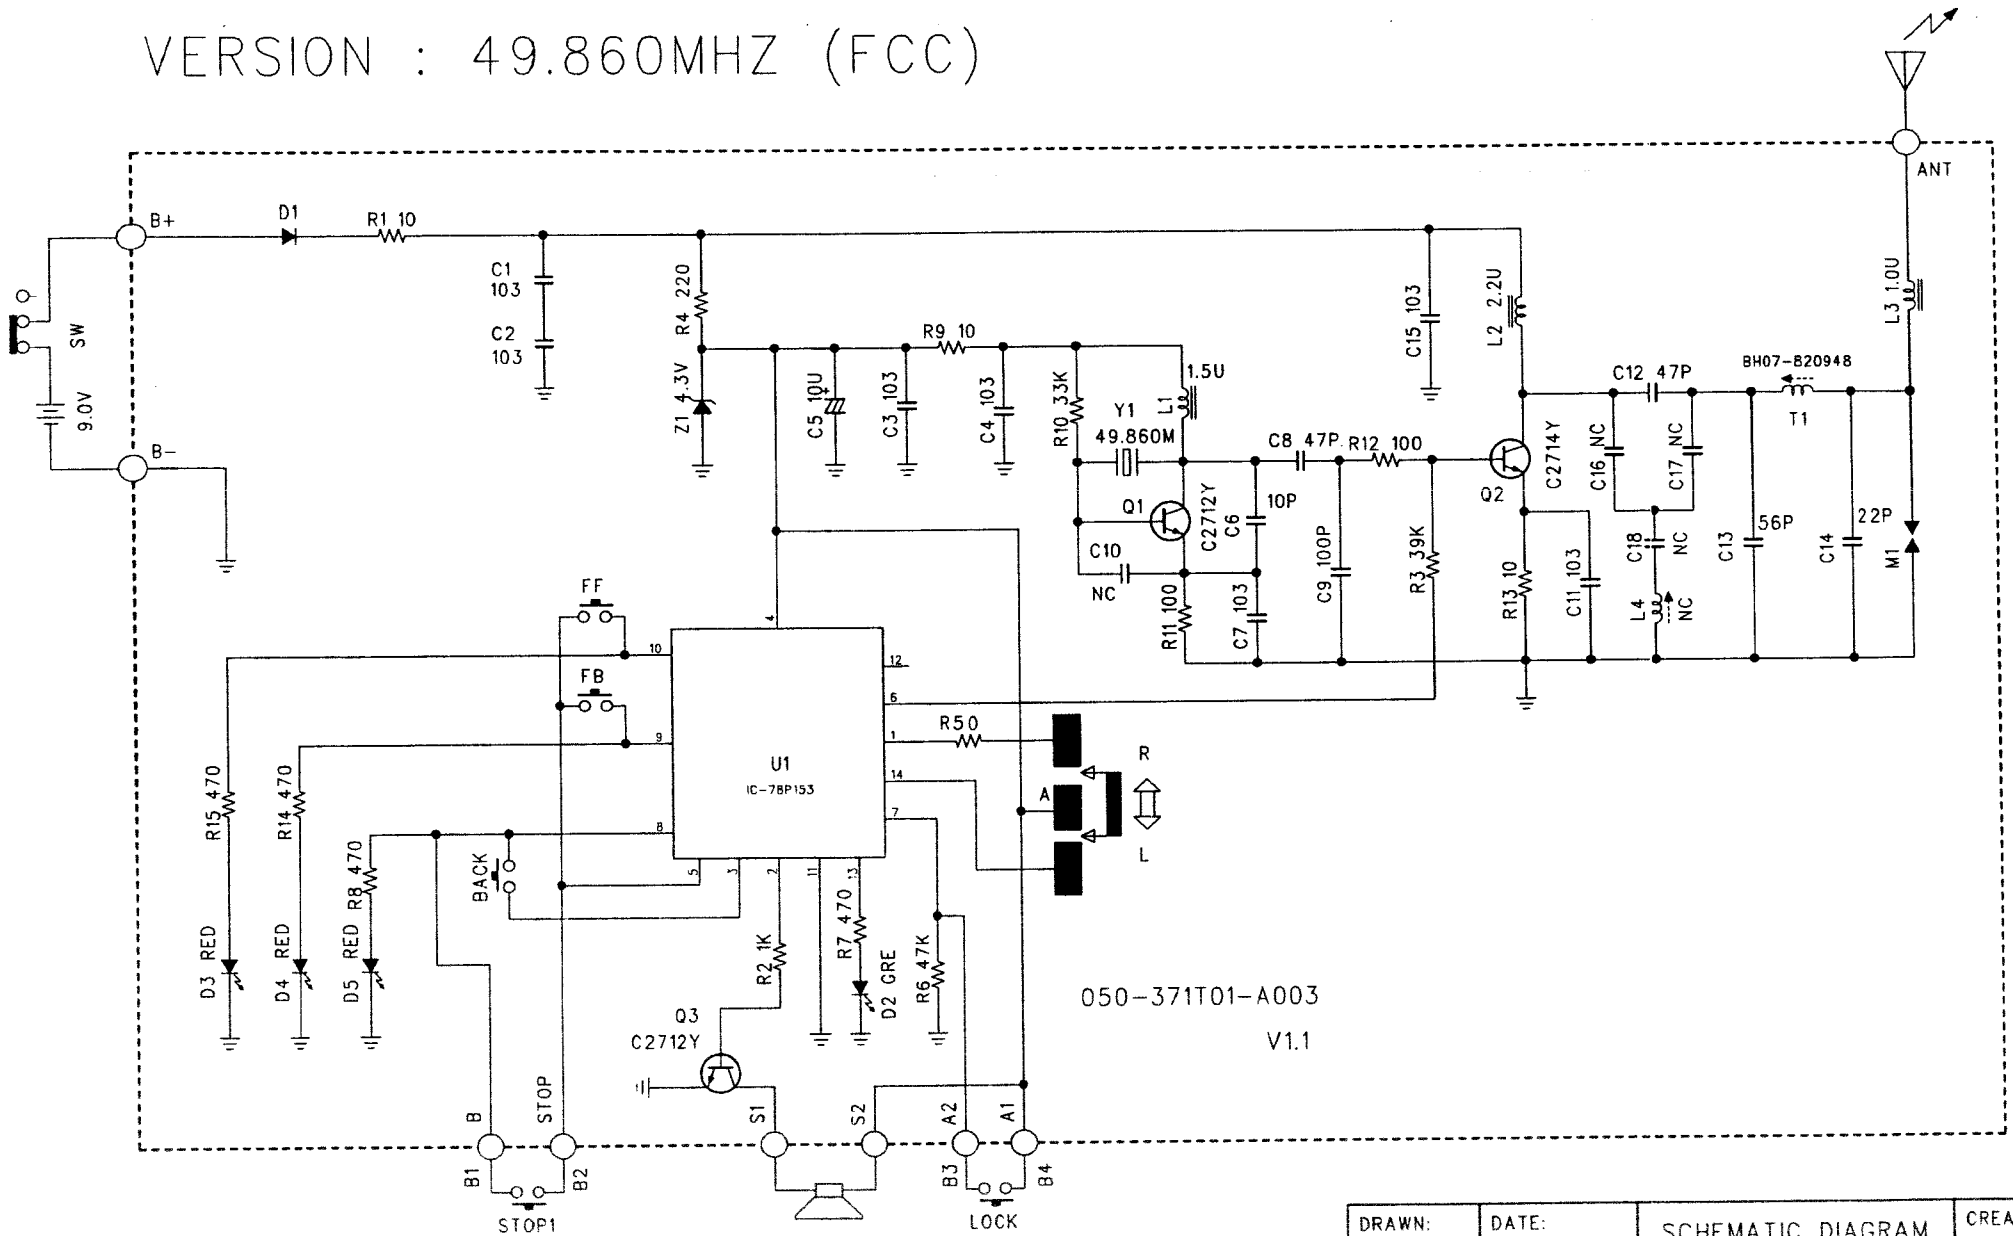 VERSION : 49.860MHZ (FCC)
ANT
B+
D1
R1 10
C1
103
C2
103
R4 220
Z1 4.3V
SW
9.0V
B-
C5 10U
+
C3 103
R9 10
C4 103
R10 33K
Y1
49.860M
L1
1.5U
Q1
C2712Y
C10
NC
R11 100
C6
10P
C7 103
C8 47P
R12 100
C9 100P
R3 39K
C15 103
L2 2.2U
Q2
C2714Y
R13 10
C11 103
C12 47P
C16 NC
C17 NC
C18
NC
L4
NC
C13
56P
BH07-820948
T1
C14
22P
L3 1.0U
M1
FF
FB
10
9
8
4
12
6
1
14
7
5
3
2
11
13
U1
IC-78P153
R50
R
A
L
R15 470
R14 470
R8 470
BACK
D3 RED
D4 RED
D5 RED
R2 1K
R7 470
D2 GRE
R6 47K
Q3
C2712Y
050-371T01-A003
V1.1
B
STOP
S1
S2
A2
A1
B1
B2
B3
B4
STOP1
LOCK
DRAWN:
DATE:
SCHEMATIC DIAGRAM
CREA